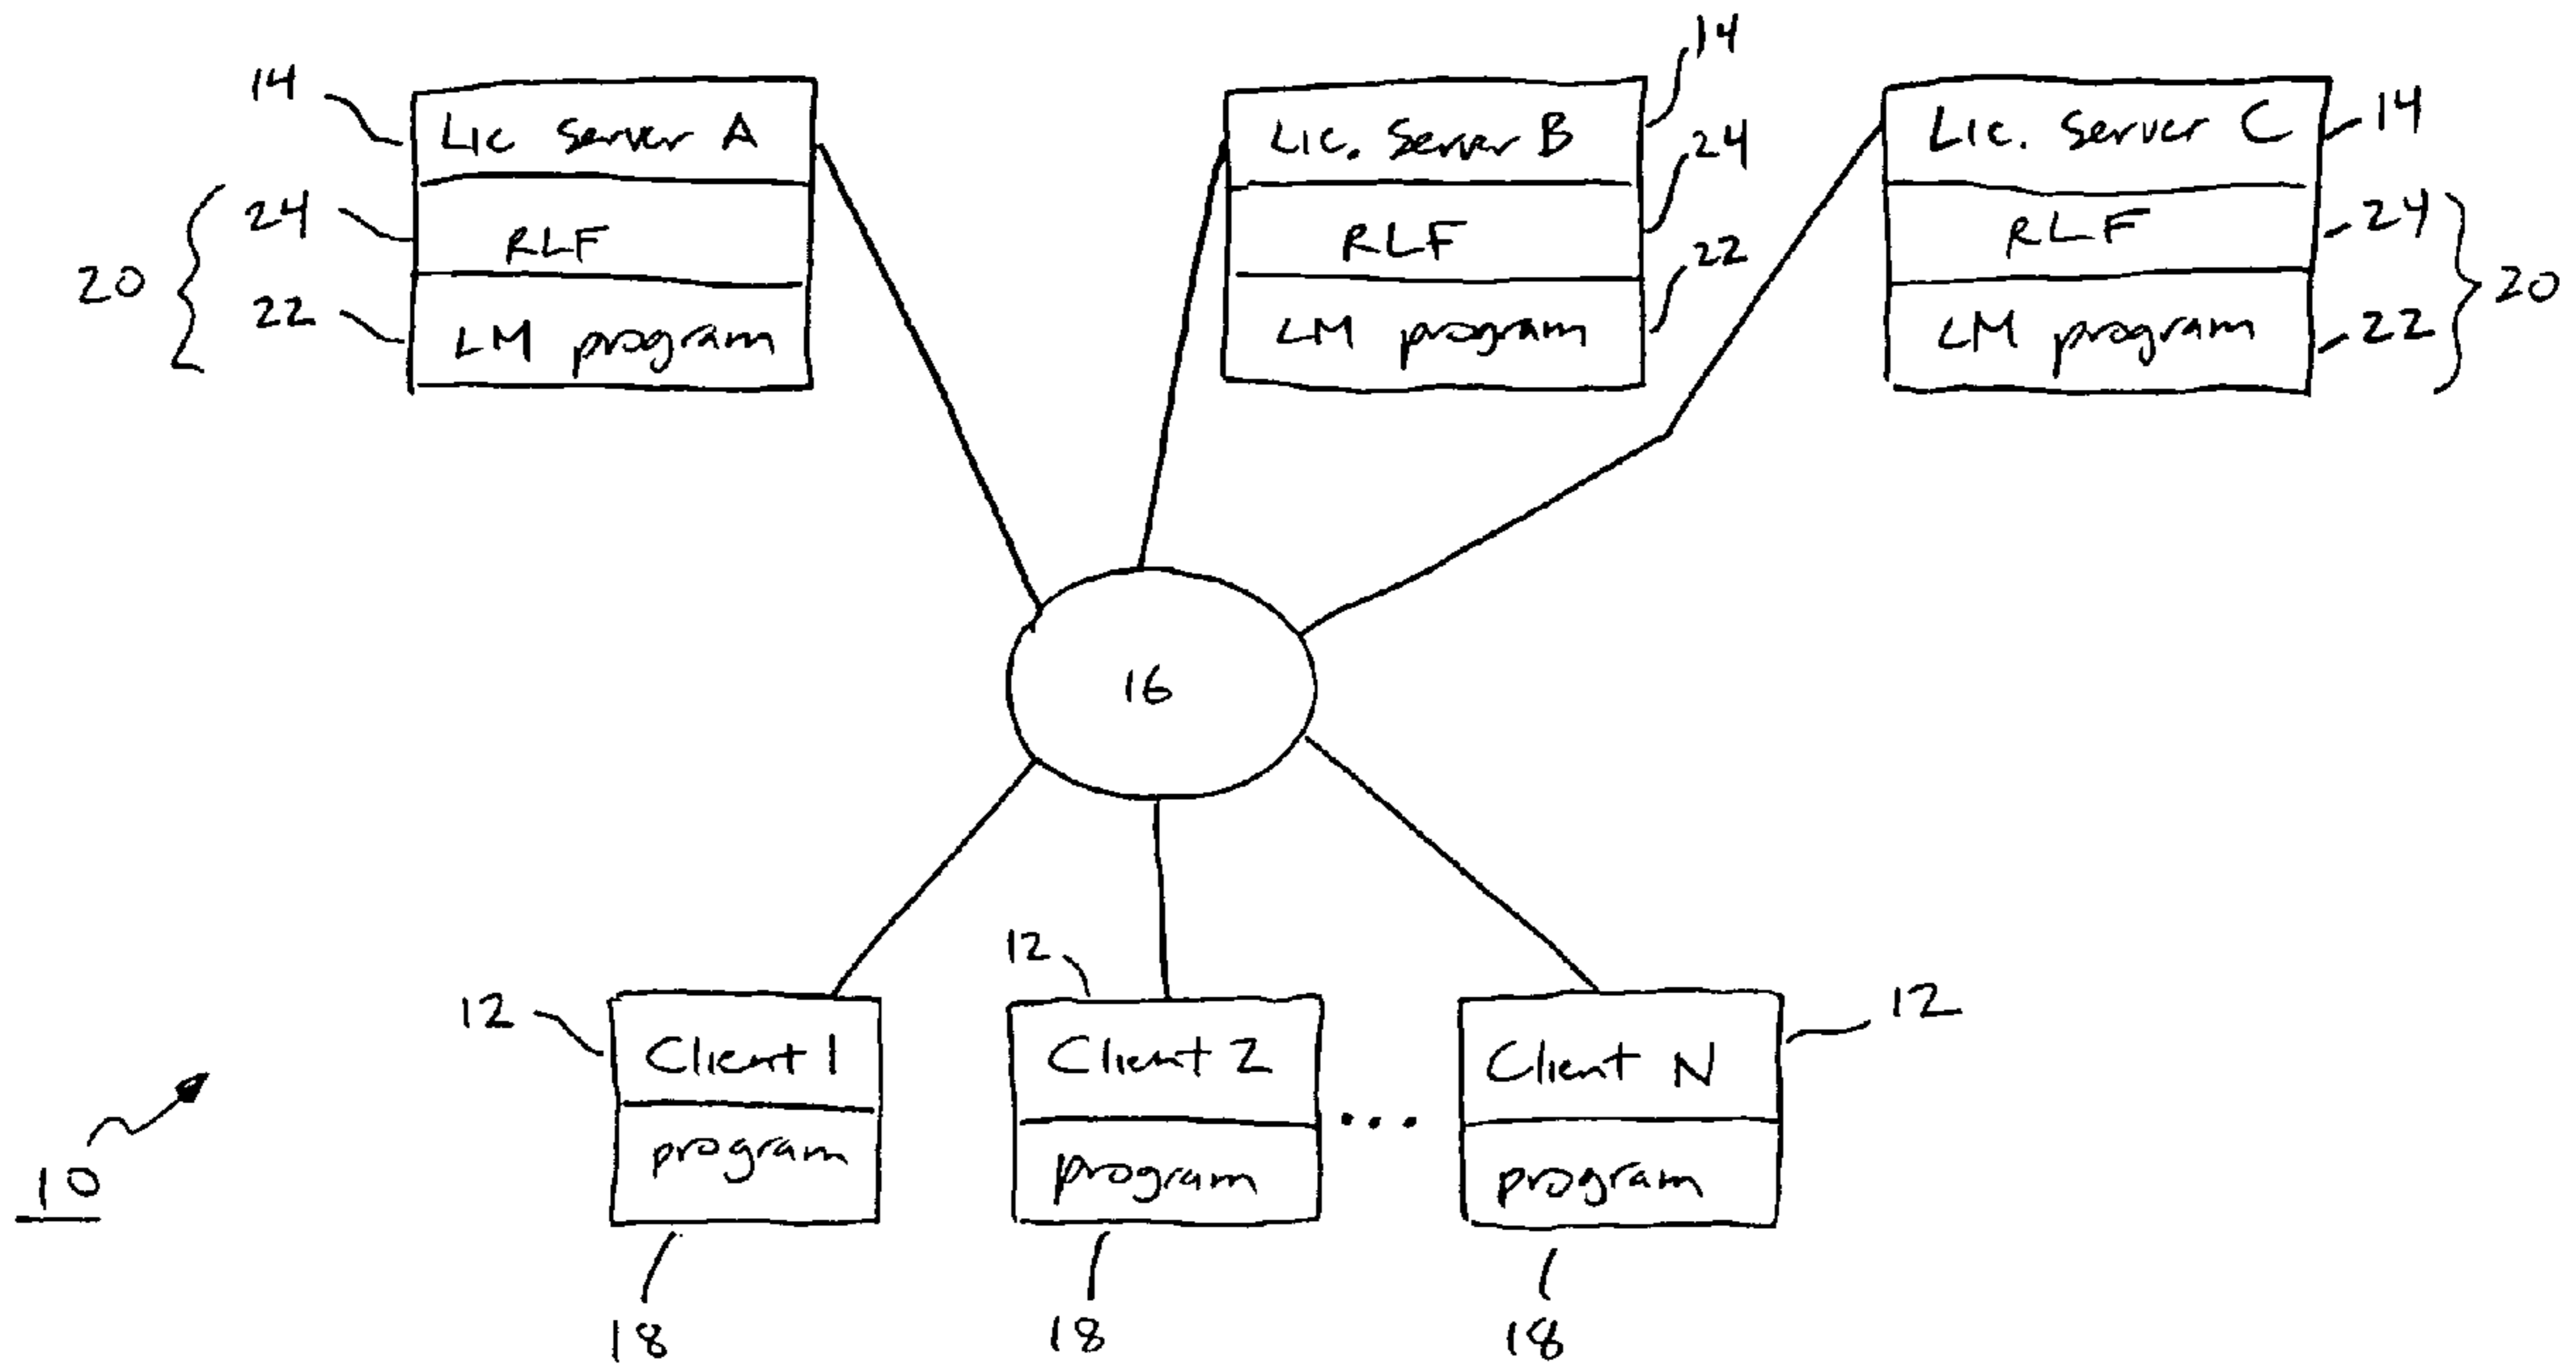 14
Lic Server A
20
24
RLF
22
LM program
14
Lic. Server B
24
RLF
22
LM program
14
Lic. Server C
24
RLF
20
22
LM program
16
12
Client 1
program
18
12
Client 2
program
18
...
12
Client N
program
18
10